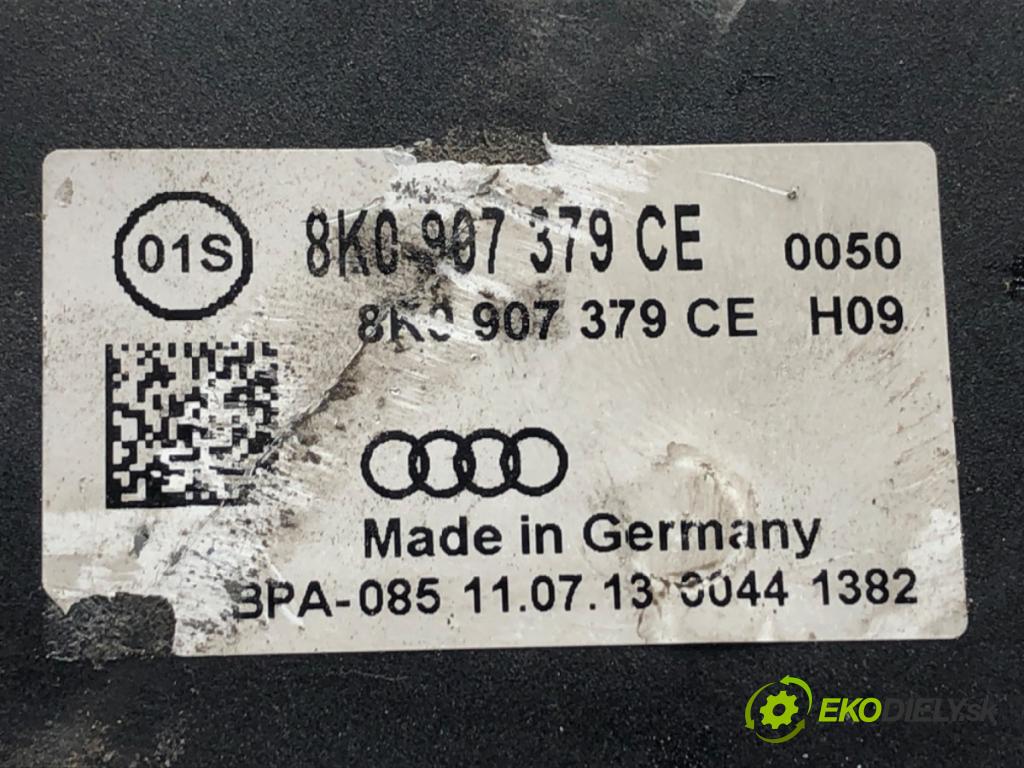 01S 8K0 907 379 CE 0050
8K0 907 379 CE H09
Made in Germany
BPA-085 11.07.13 0044 1382
EKODIELY.sk